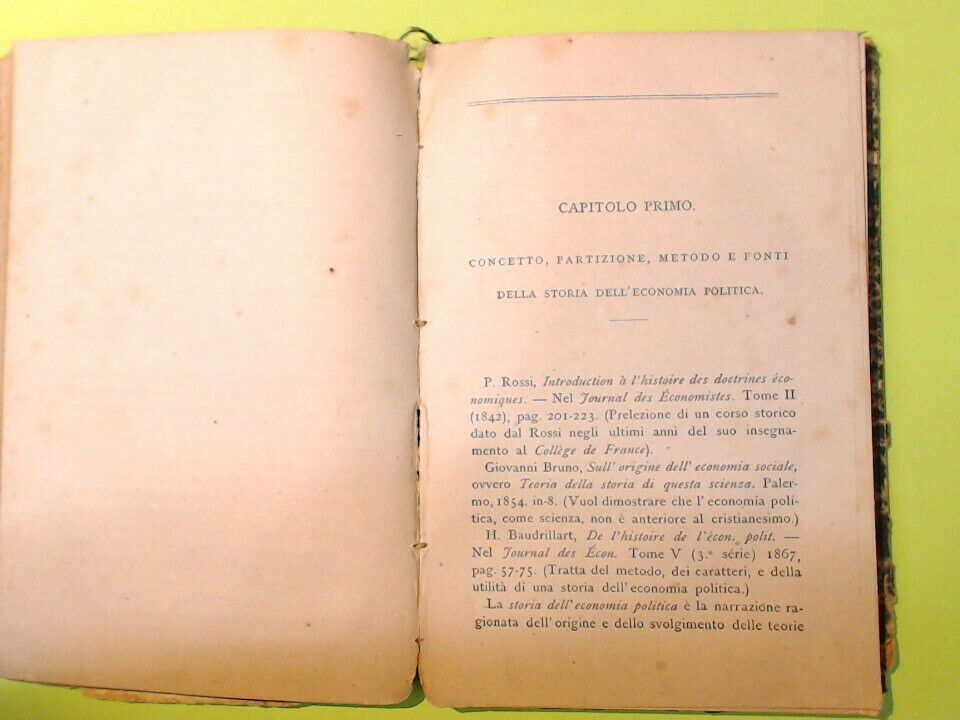 CAPITOLO PRIMO.
CONCETTO, PARTIZIONE, METODO E FONTI
DELLA STORIA DELL'ECONOMIA POLITICA.
P. Rossi, Introduction à l'histoire des doctrines éco-
nomiques. — Nel Journal des Économistes. Tome II
(1842), pag. 201-223. (Prelezione di un corso storico
dato dal Rossi negli ultimi anni del suo insegna-
mento al Collège de France).
Giovanni Bruno, Sull' origine dell' economia sociale,
ovvero Teoria della storia di questa scienza. Paler-
mo, 1854. in-8. (Vuol dimostrare che l' economia poli-
tica, come scienza, non è anteriore al cristianesimo.)
H. Baudrillart, De l'histoire de l'écon. polit. —
Nel Journal des Écon. Tome V (3.e série) 1867,
pag. 57-75. (Tratta del metodo, dei caratteri, e della
utilità di una storia dell'economia politica.)
La storia dell'economia politica è la narrazione ra-
gionata dell'origine e dello svolgimento delle teorie